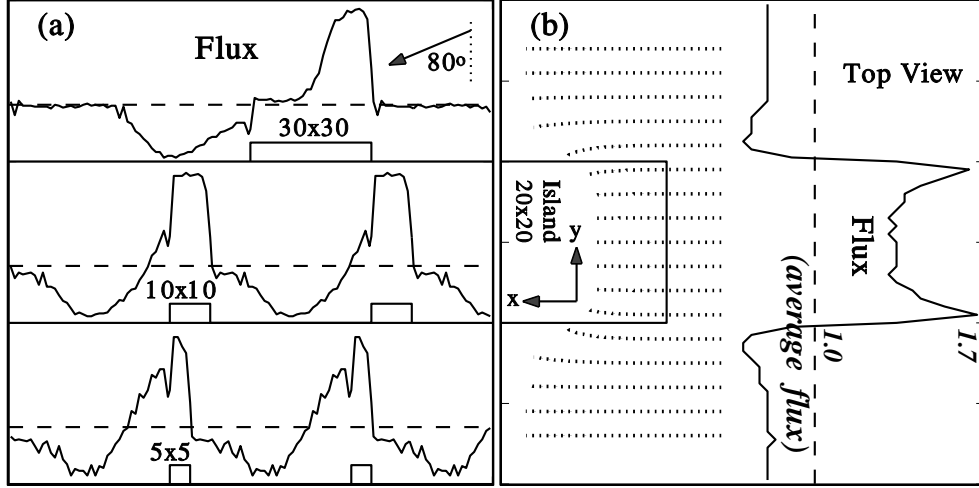 (a)
Flux
80°
30x30
10x10
5x5
(b)
Top View
Island
20x20
y
x
Flux
(average flux)
1.0
1.7